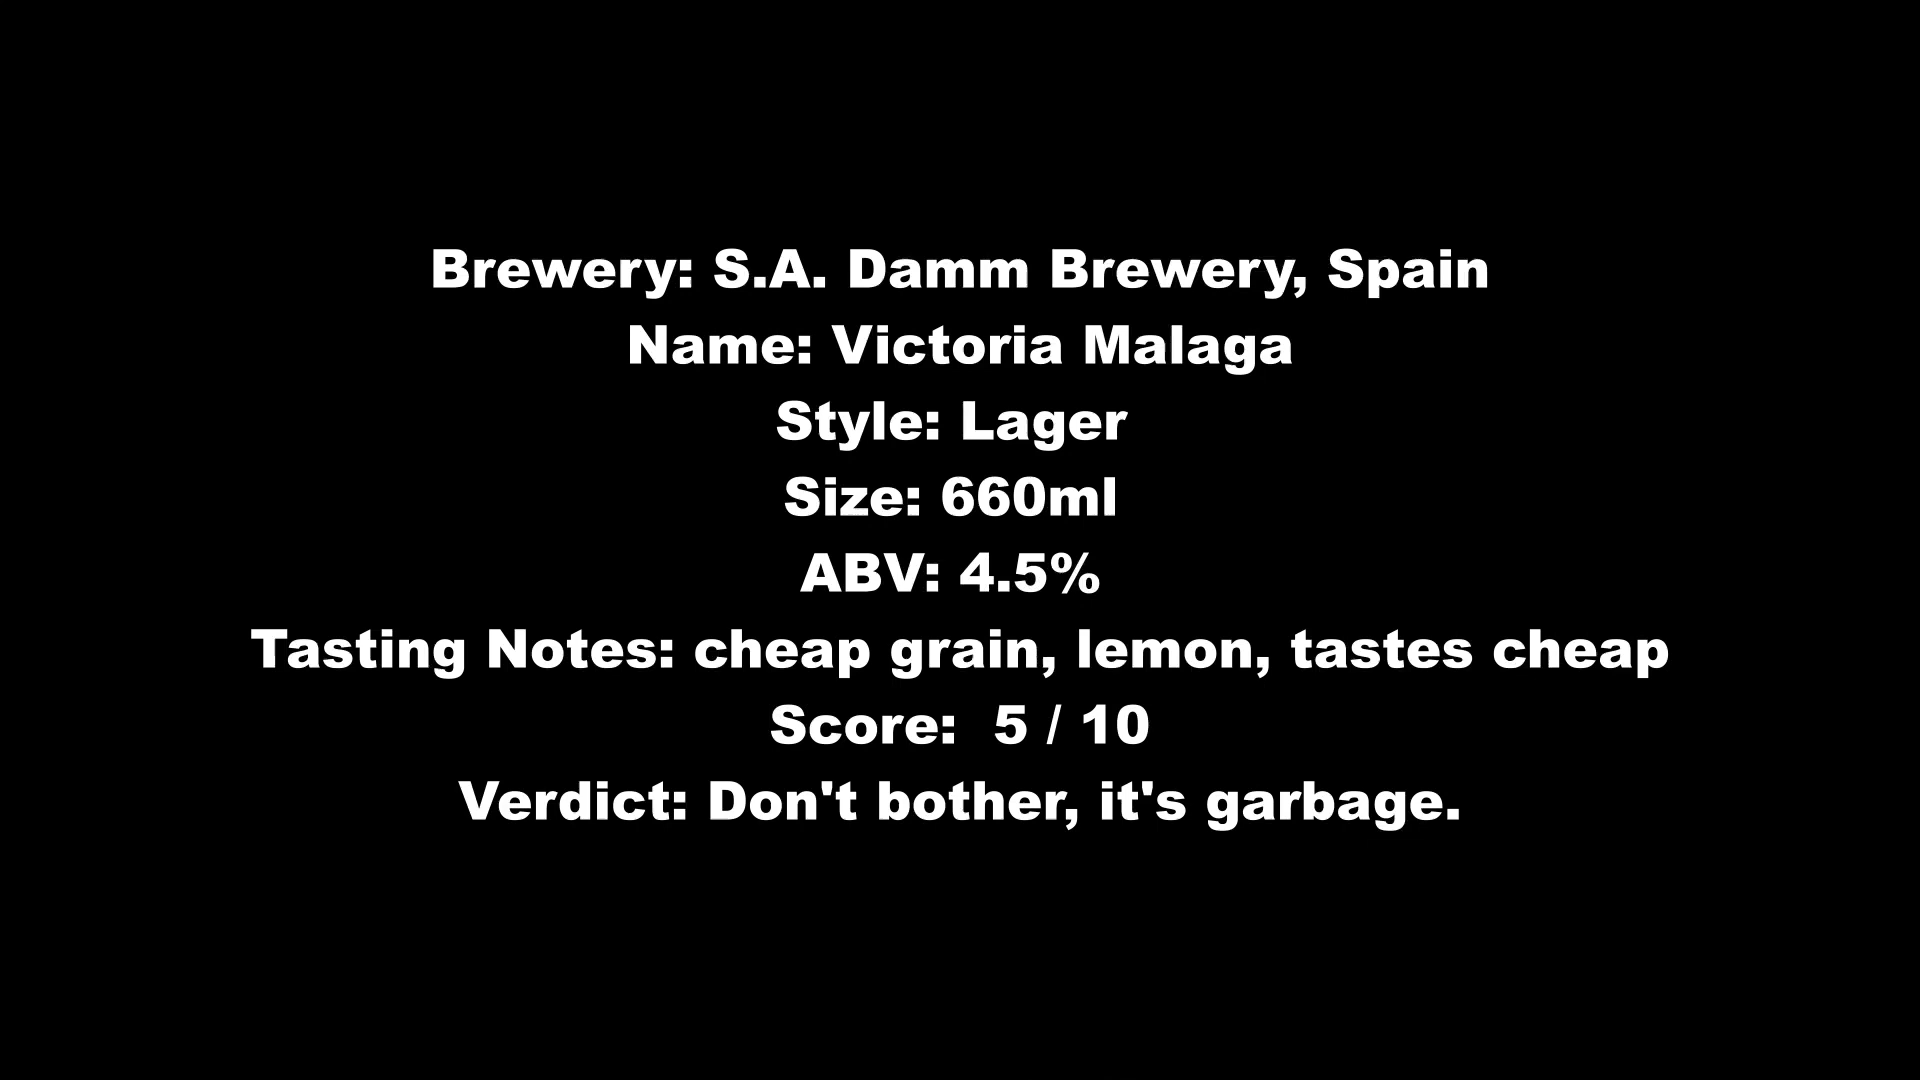 Brewery: S.A. Damm Brewery, Spain
Name: Victoria Malaga
Style: Lager
Size: 660ml
ABV: 4.5%
Tasting Notes: cheap grain, lemon, tastes cheap
Score:  5 / 10
Verdict: Don't bother, it's garbage.